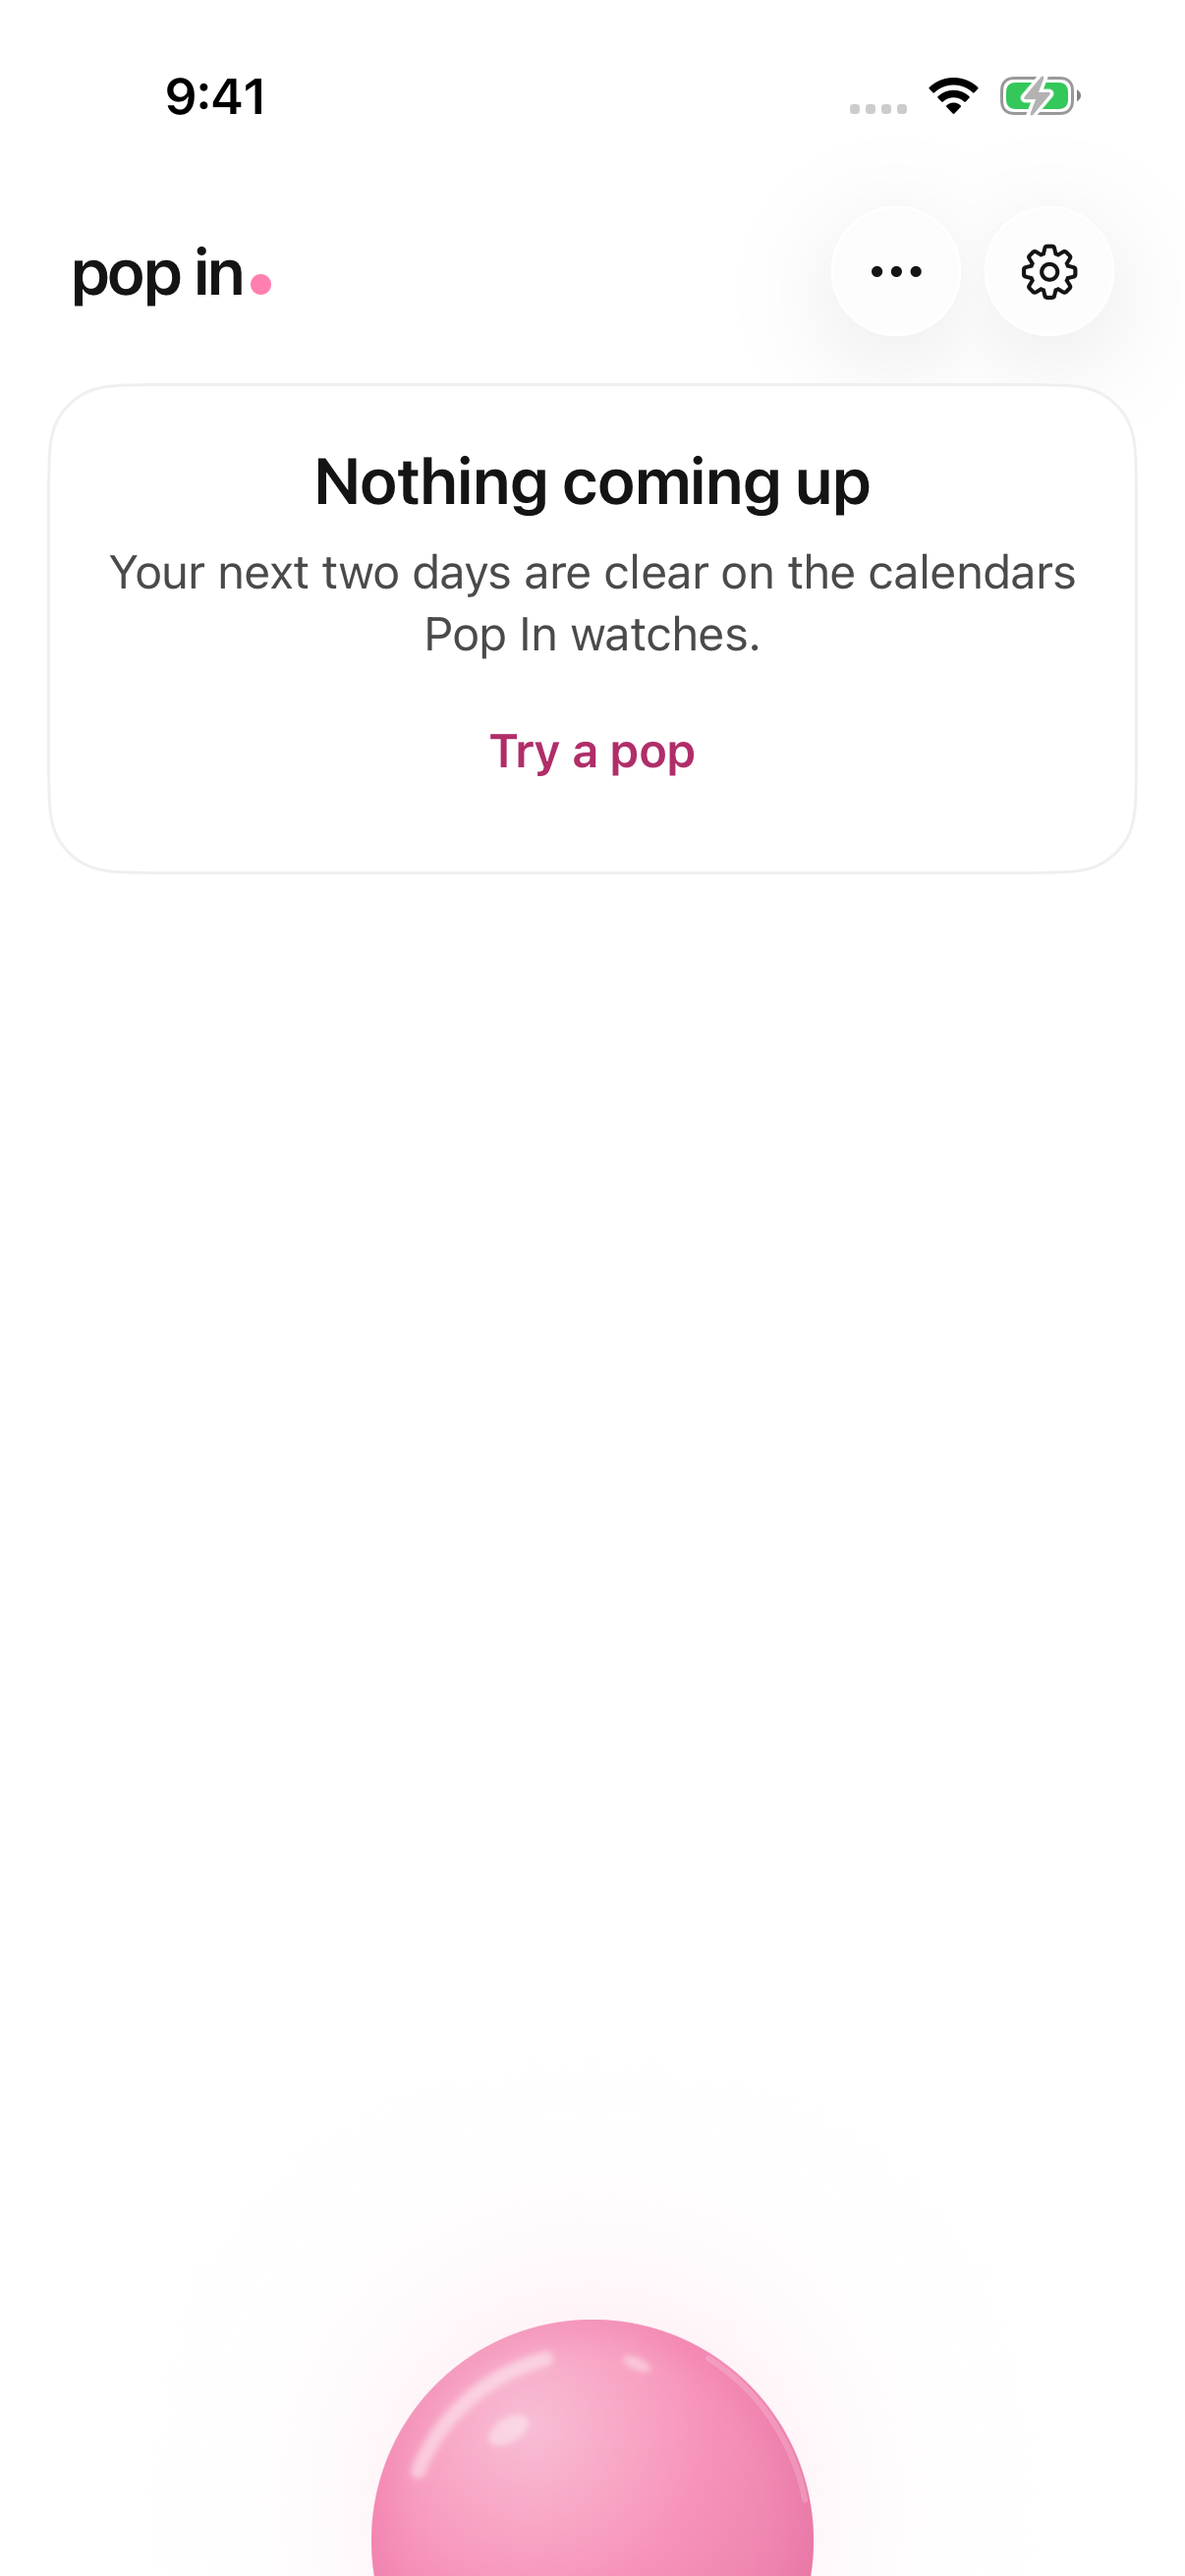 9:41
pop in
Nothing coming up
Your next two days are clear on the calendars
Pop In watches.
Try a pop